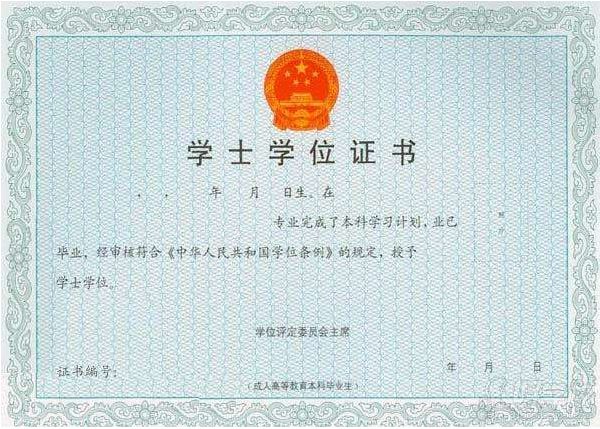 学士学位证书
， ， 年 月 日生。在
专业完成了本科学习计划，业已
毕业，经审核符合《中华人民共和国学位条例》的规定，授予
学士学位。
学位评定委员会主席
证书编号： 年 月 日
（成人高等教育本科毕业生）